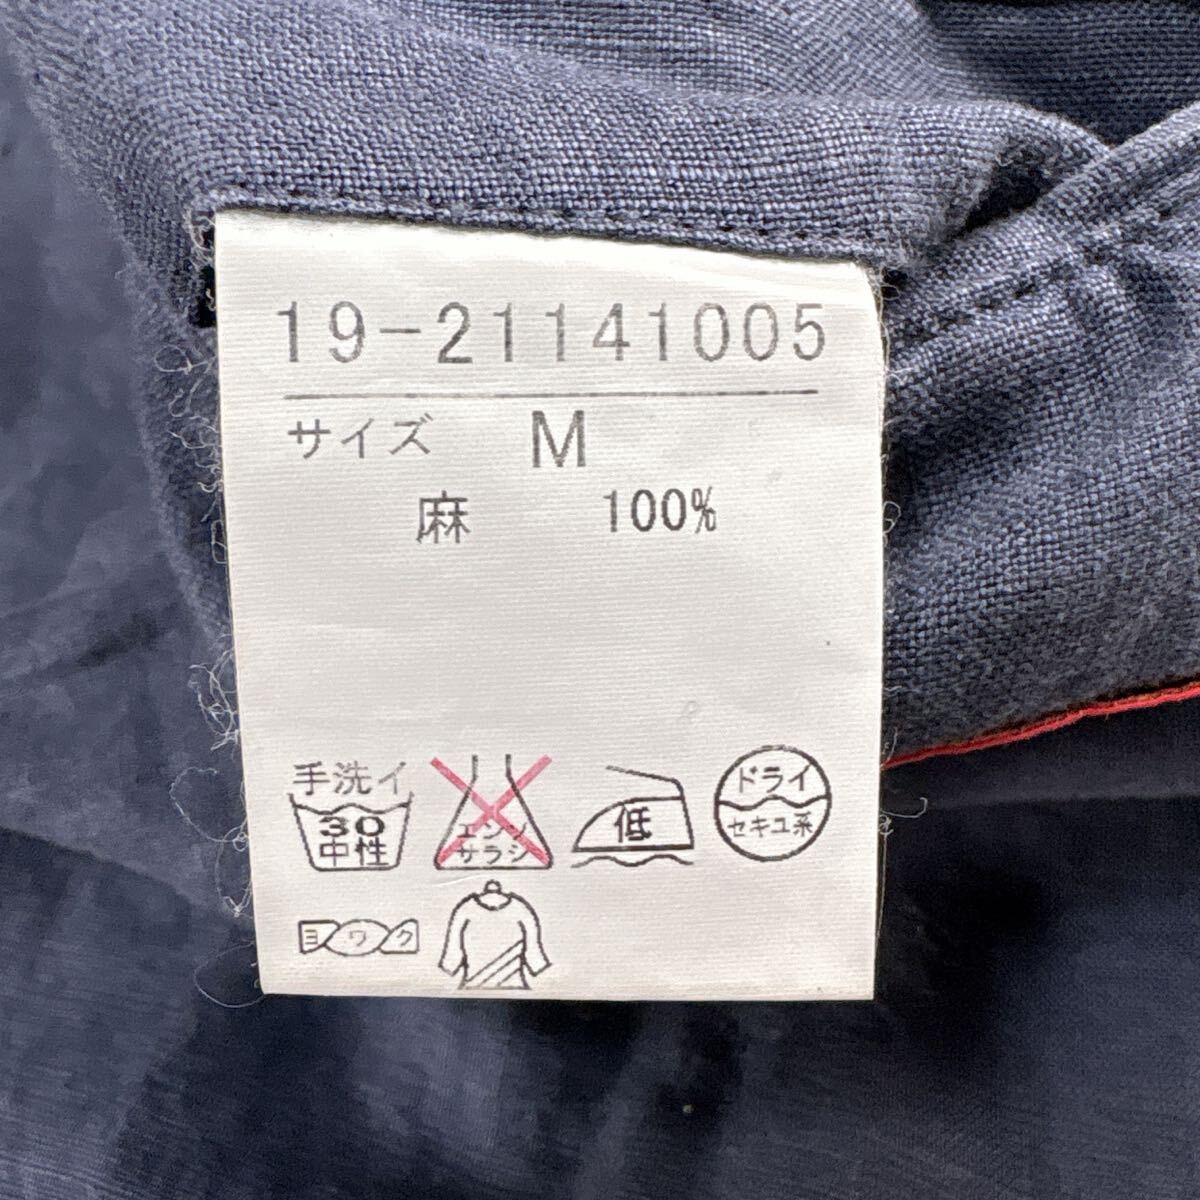 19-21141005
サイズ M
麻 100%
手洗イ
30
中性
エンソ
サラシ
低
ドライ
セキユ系
ヨワク